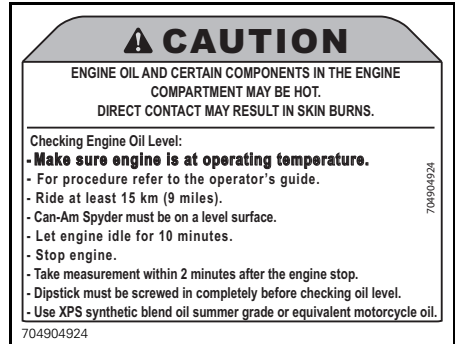 CAUTION
ENGINE OIL AND CERTAIN COMPONENTS IN THE ENGINE
COMPARTMENT MAY BE HOT.
DIRECT CONTACT MAY RESULT IN SKIN BURNS.
Checking Engine Oil Level:
- Make sure engine is at operating temperature.
- For procedure refer to the operator's guide.
- Ride at least 15 km (9 miles).
- Can-Am Spyder must be on a level surface.
- Let engine idle for 10 minutes.
- Stop engine.
- Take measurement within 2 minutes after the engine stop.
- Dipstick must be screwed in completely before checking oil level.
- Use XPS synthetic blend oil summer grade or equivalent motorcycle oil.
704904924
704904924